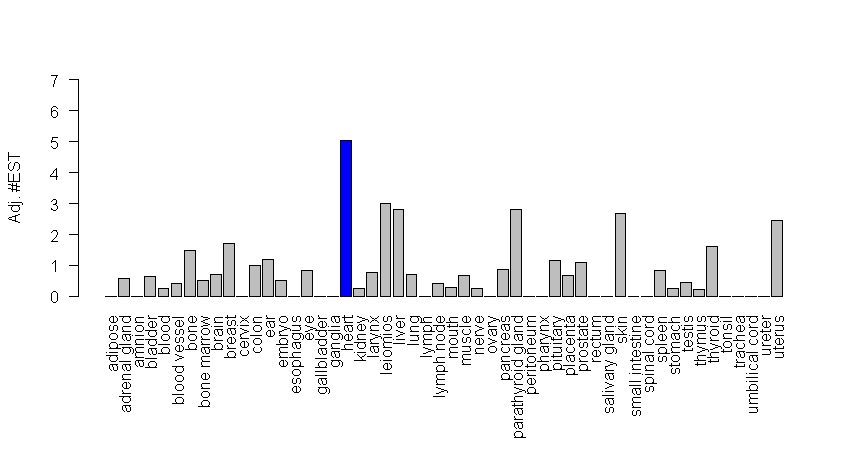 Adj. #EST
7
6
5
4
3
2
1
0
adipose
adrenal gland
amnion
bladder
blood
blood vessel
bone
bone marrow
brain
breast
cervix
colon
ear
embryo
esophagus
eye
gallbladder
ganglia
heart
kidney
larynx
leiomios
liver
lung
lymph
lymph node
mouth
muscle
nerve
ovary
pancreas
parathyroid gland
peritoneum
pharynx
pituitary
placenta
prostate
rectum
salivary gland
skin
small intestine
spinal cord
spleen
stomach
testis
thymus
thyroid
tonsil
trachea
umbilical cord
ureter
uterus